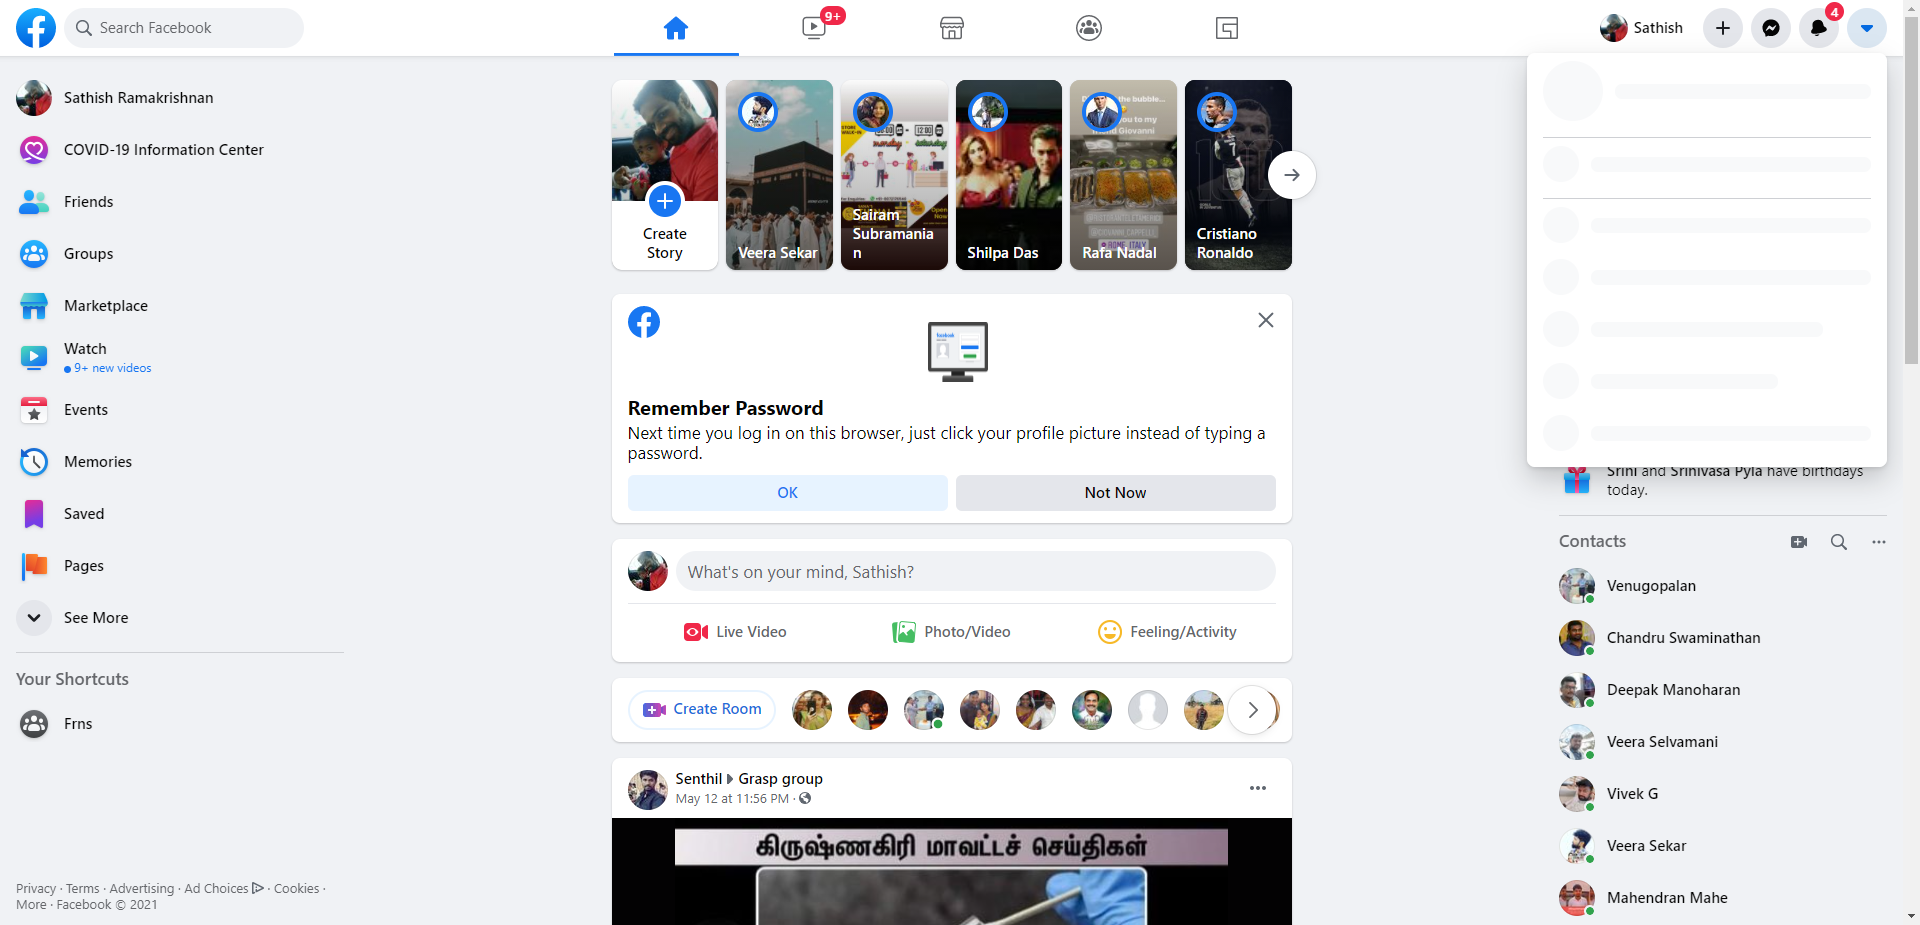 Search Facebook
9+
Sathish
4
Sathish Ramakrishnan
COVID-19 Information Center
Friends
Groups
Marketplace
Watch
9+ new videos
Events
Memories
Saved
Pages
See More
Your Shortcuts
Frns
Privacy · Terms · Advertising · Ad Choices · Cookies ·
More · Facebook © 2021
Create
Story
Veera Sekar
Sairam
Subramania
n
Shilpa Das
Rafa Nadal
Cristiano
Ronaldo
Remember Password
Next time you log in on this browser, just click your profile picture instead of typing a
password.
OK
Not Now
What's on your mind, Sathish?
Live Video
Photo/Video
Feeling/Activity
Create Room
Senthil
Grasp group
May 12 at 11:56 PM ·
கிருஷ்ணகிரி மாவட்டச் செய்திகள்
Srini and Srinivasa Pyla have birthdays
today.
Contacts
Venugopalan
Chandru Swaminathan
Deepak Manoharan
Veera Selvamani
Vivek G
Veera Sekar
Mahendran Mahe